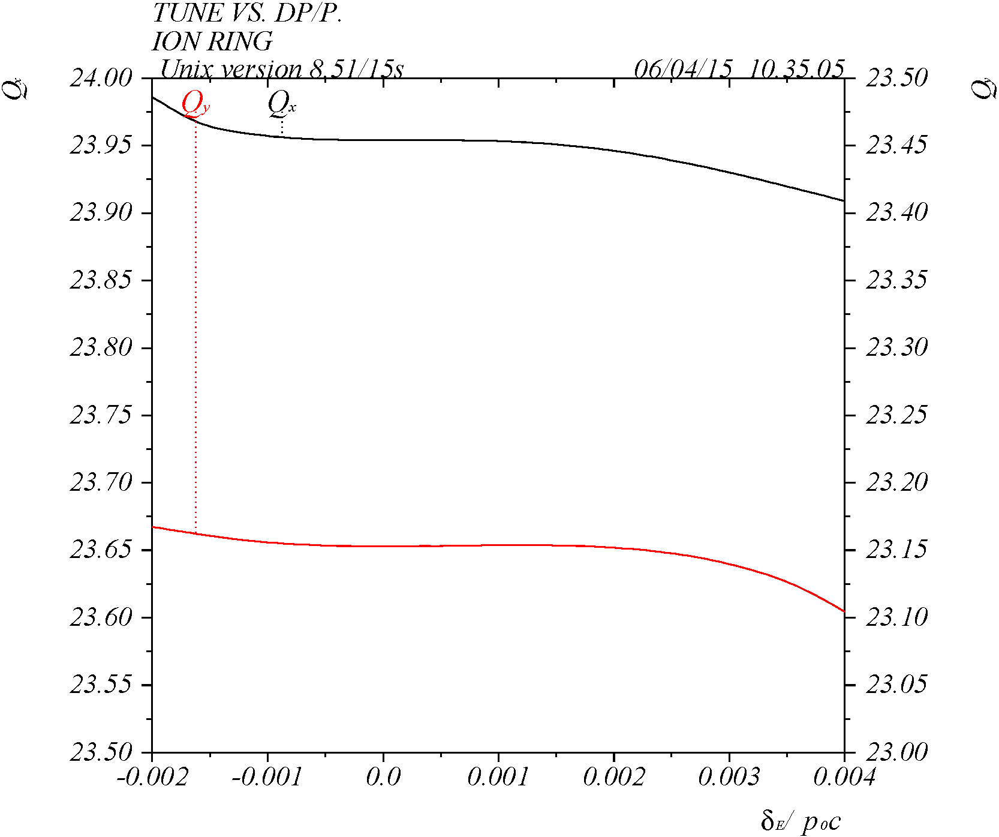 TUNE VS. DP/P.
ION RING
Unix version 8.51/15s 06/04/15 10.35.05
Qx
Qy
24.00
23.95
23.90
23.85
23.80
23.75
23.70
23.65
23.60
23.55
23.50
Qy
Qx
23.50
23.45
23.40
23.35
23.30
23.25
23.20
23.15
23.10
23.05
23.00
-0.002 -0.001 0.0 0.001 0.002 0.003 0.004
δE/ p0c